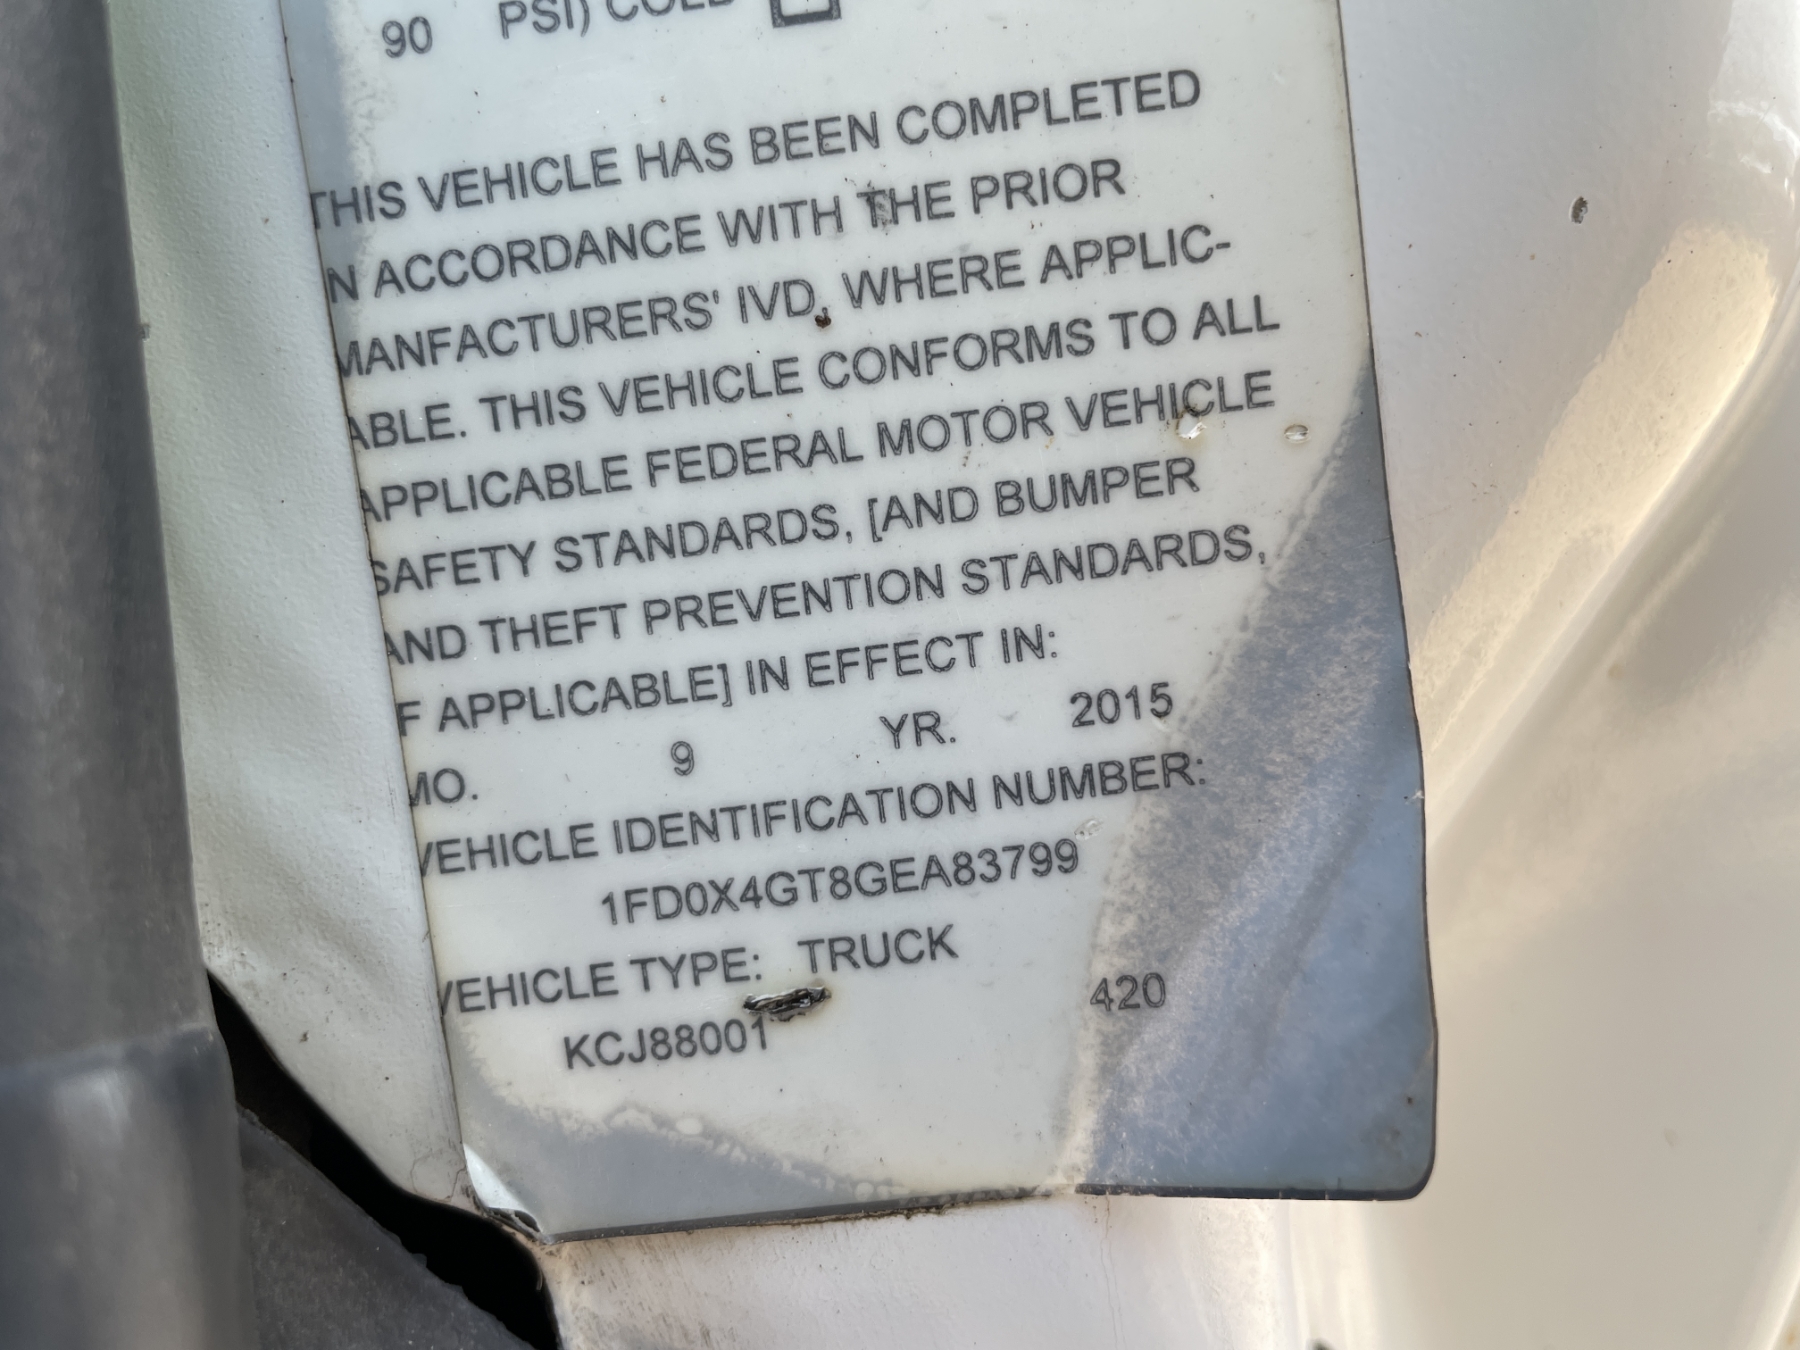 90 PSI) COLD
THIS VEHICLE HAS BEEN COMPLETED
N ACCORDANCE WITH THE PRIOR
MANFACTURERS' IVD, WHERE APPLIC-
ABLE. THIS VEHICLE CONFORMS TO ALL
APPLICABLE FEDERAL MOTOR VEHICLE
SAFETY STANDARDS, [AND BUMPER
AND THEFT PREVENTION STANDARDS,
F APPLICABLE] IN EFFECT IN:
MO. 9 YR. 2015
VEHICLE IDENTIFICATION NUMBER:
1FD0X4GT8GEA83799
VEHICLE TYPE: TRUCK
KCJ88001 420